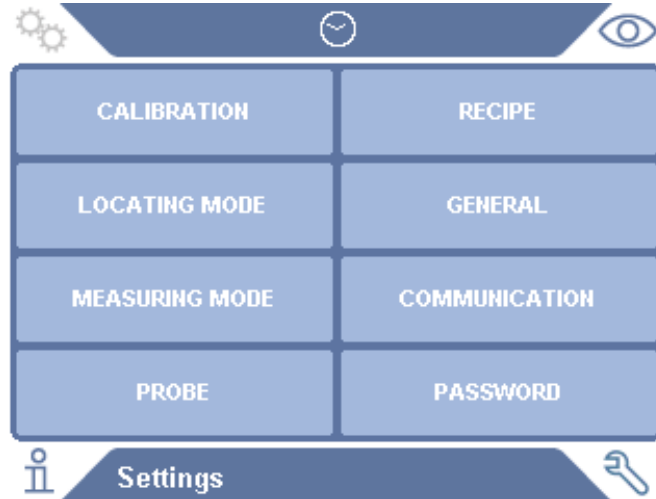 CALIBRATION
RECIPE
LOCATING MODE
GENERAL
MEASURING MODE
COMMUNICATION
PROBE
PASSWORD
Settings